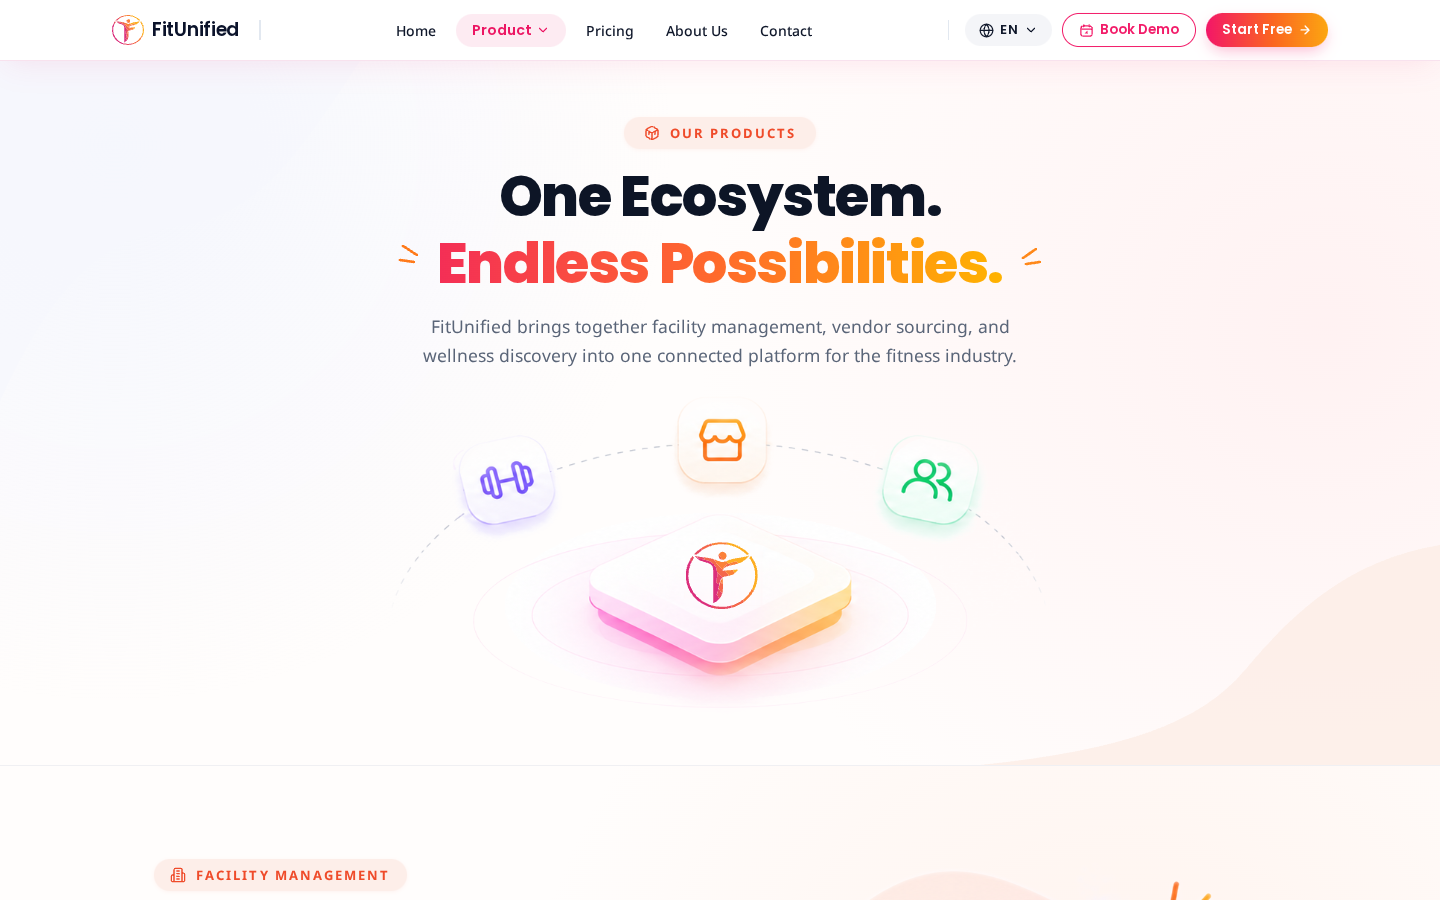 FitUnified
Home
Product
Pricing
About Us
Contact
EN
Book Demo
Start Free
OUR PRODUCTS
One Ecosystem.
Endless Possibilities.
FitUnified brings together facility management, vendor sourcing, and
wellness discovery into one connected platform for the fitness industry.
FACILITY MANAGEMENT